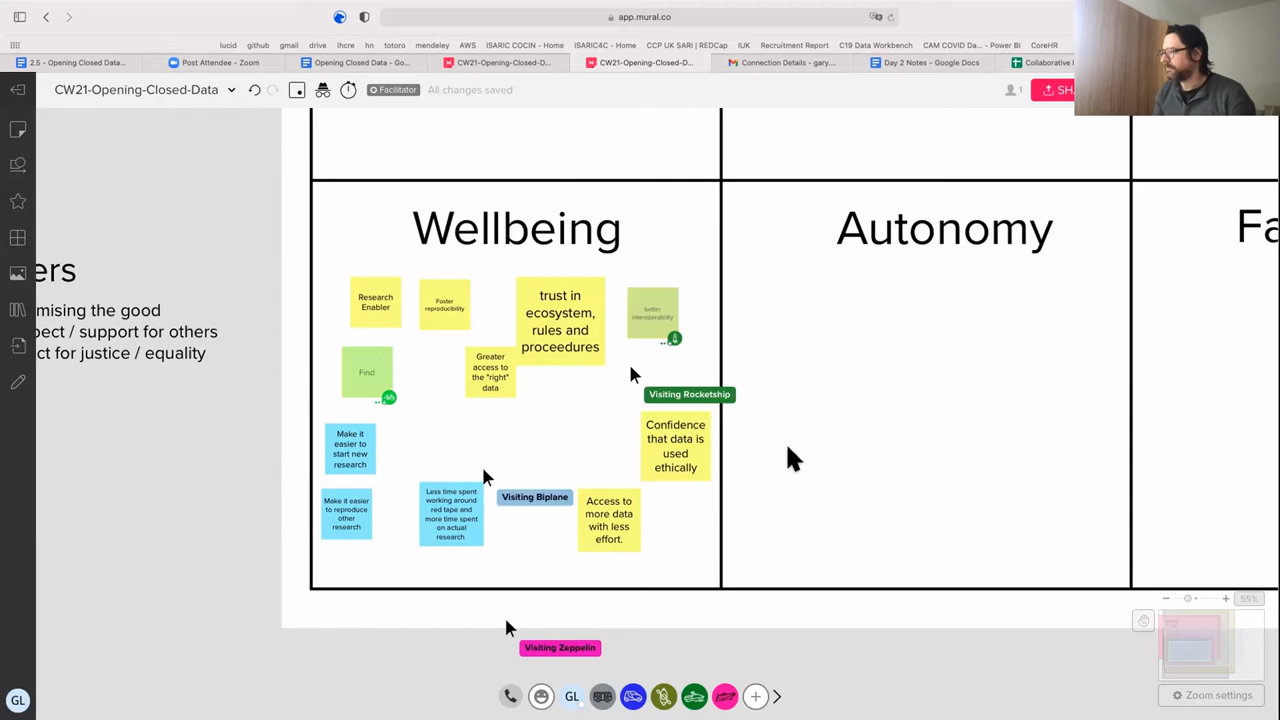 app.mural.co
lucid github gmail drive lhcre hn totoro mendeley AWS ISARIC COCIN - Home ISARIC4C - Home CCP UK SARI | REDCap IUK Recruitment Report C19 Data Workbench CAM COVID Da... - Power BI CoreHR
2.5 - Opening Closed Data... Post Attendee - Zoom Opening Closed Data - Go... CW21-Opening-Closed-D... CW21-Opening-Closed-D... Connection Details - gary.... Day 2 Notes - Google Docs Collaborative I
CW21-Opening-Closed-Data Facilitator All changes saved 1 SHA
Wellbeing
Autonomy
Fa
ers
mising the good
pect / support for others
ct for justice / equality
Research
Enabler
Foster
reproducibility
trust in
ecosystem,
rules and
proceedures
better
interoperability
Find
Greater
access to
the "right"
data
Visiting Rocketship
Make it
easier to
start new
research
Confidence
that data is
used
ethically
Make it easier
to reproduce
other
research
Less time spent
working around
red tape and
more time spent
on actual
research
Visiting Biplane
Access to
more data
with less
effort.
55%
Visiting Zeppelin
GL
GL
Zoom settings